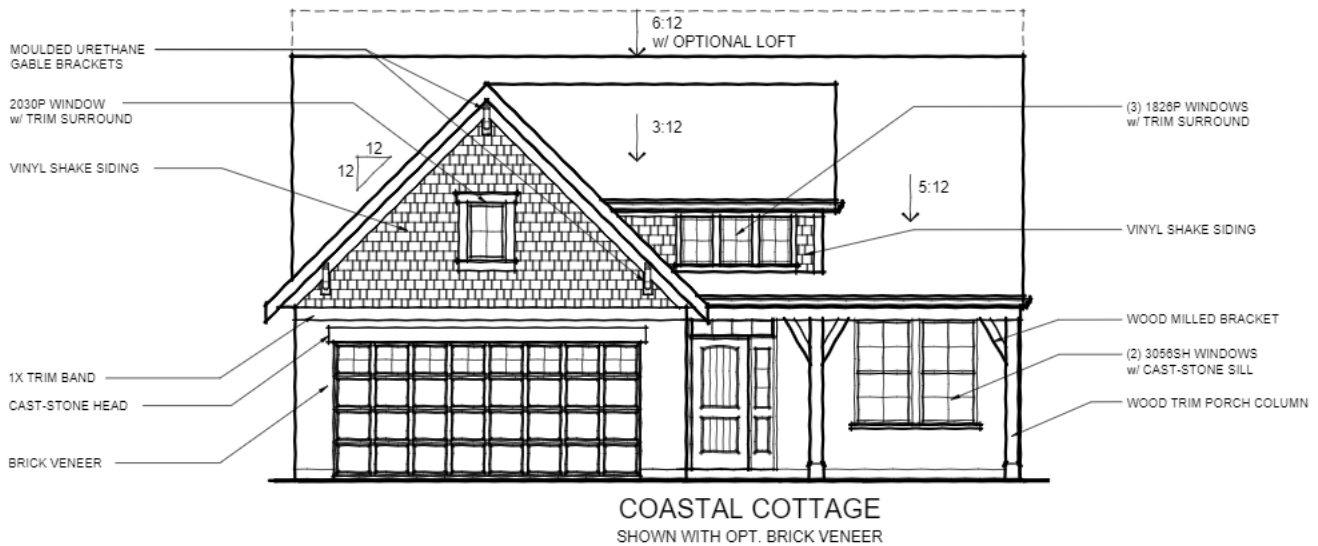 6:12
w/ OPTIONAL LOFT
MOULDED URETHANE
GABLE BRACKETS
2030P WINDOW
w/ TRIM SURROUND
VINYL SHAKE SIDING
12
12
3:12
5:12
(3) 1826P WINDOWS
w/ TRIM SURROUND
VINYL SHAKE SIDING
WOOD MILLED BRACKET
(2) 3056SH WINDOWS
w/ CAST-STONE SILL
WOOD TRIM PORCH COLUMN
1X TRIM BAND
CAST-STONE HEAD
BRICK VENEER
COASTAL COTTAGE
SHOWN WITH OPT. BRICK VENEER